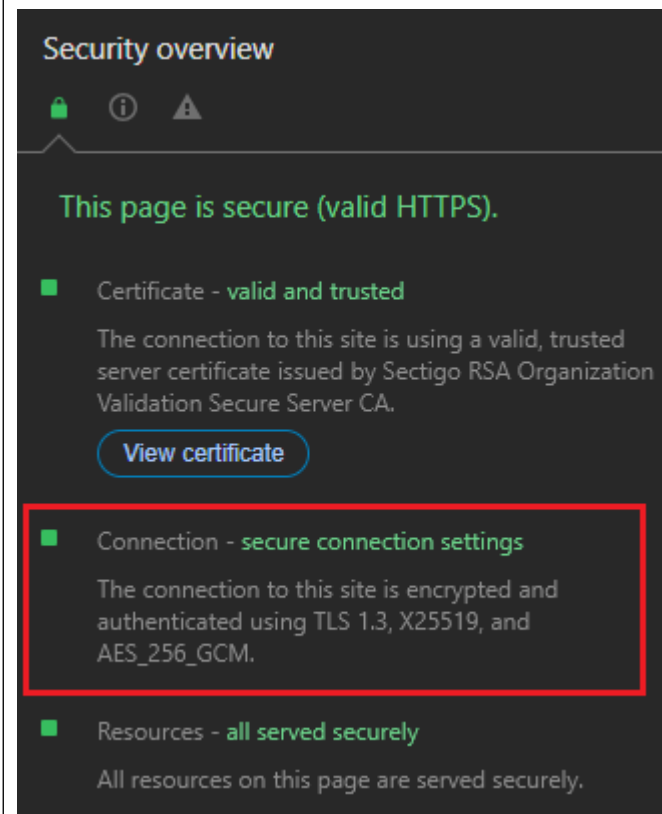 Security overview
This page is secure (valid HTTPS).
Certificate - valid and trusted
The connection to this site is using a valid, trusted
server certificate issued by Sectigo RSA Organization
Validation Secure Server CA.
View certificate
Connection - secure connection settings
The connection to this site is encrypted and
authenticated using TLS 1.3, X25519, and
AES_256_GCM.
Resources - all served securely
All resources on this page are served securely.